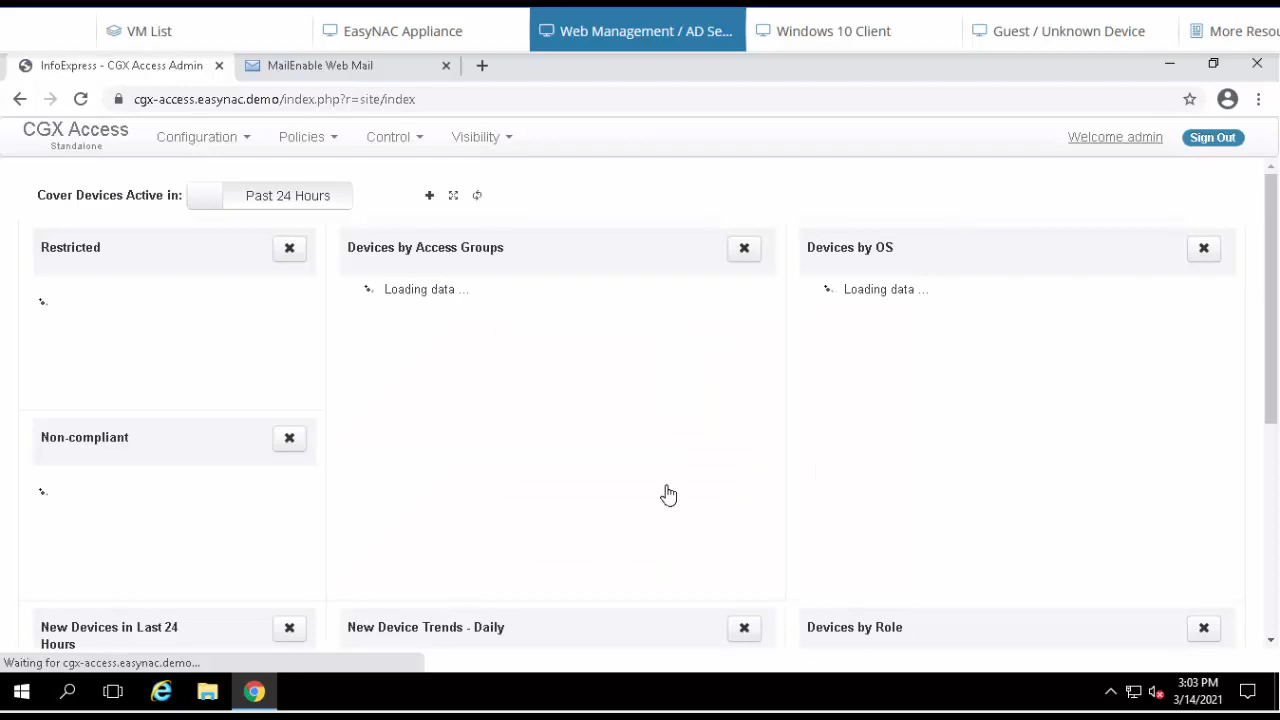 VM List
EasyNAC Appliance
Web Management / AD Se...
Windows 10 Client
Guest / Unknown Device
More Resou
InfoExpress - CGX Access Admin
MailEnable Web Mail
cgx-access.easynac.demo/index.php?r=site/index
CGX Access
Standalone
Configuration
Policies
Control
Visibility
Welcome admin
Sign Out
Cover Devices Active in:
Past 24 Hours
Restricted
Devices by Access Groups
Devices by OS
Loading data ...
Loading data ...
Non-compliant
New Devices in Last 24
Hours
New Device Trends - Daily
Devices by Role
Waiting for cgx-access.easynac.demo...
3:03 PM
3/14/2021